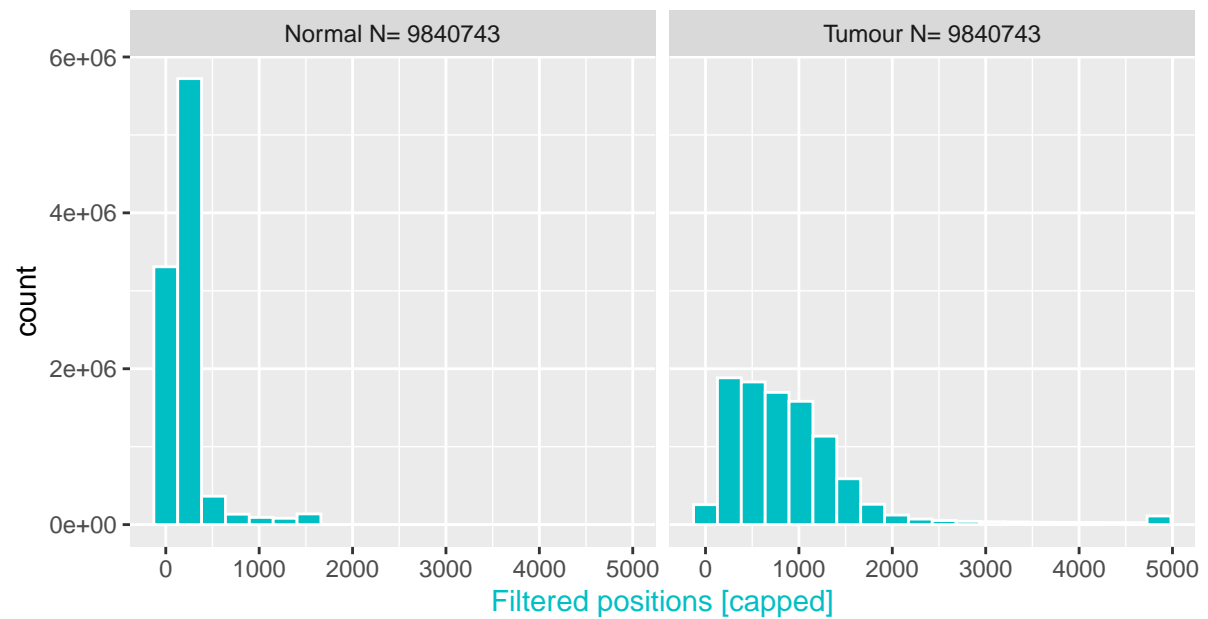 Normal N= 9840743
Tumour N= 9840743
6e+06
4e+06
2e+06
0e+00
count
0 1000 2000 3000 4000 5000
0 1000 2000 3000 4000 5000
Filtered positions [capped]